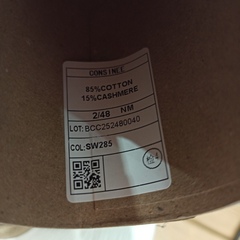 CONSINEE
85%COTTON
15%CASHMERE
2/48 NM
LOT: BCC252480040
COL: SW285